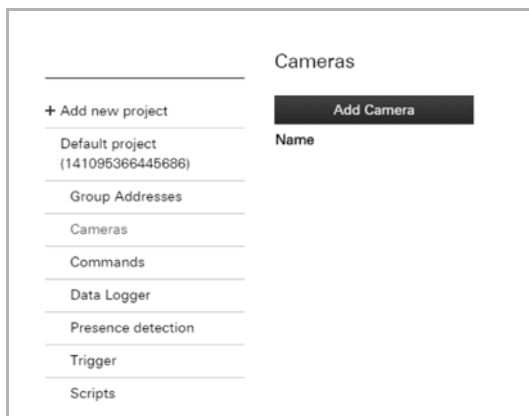 + Add new project
Default project
(141095366445686)
Group Addresses
Cameras
Commands
Data Logger
Presence detection
Trigger
Scripts
Cameras
Add Camera
Name